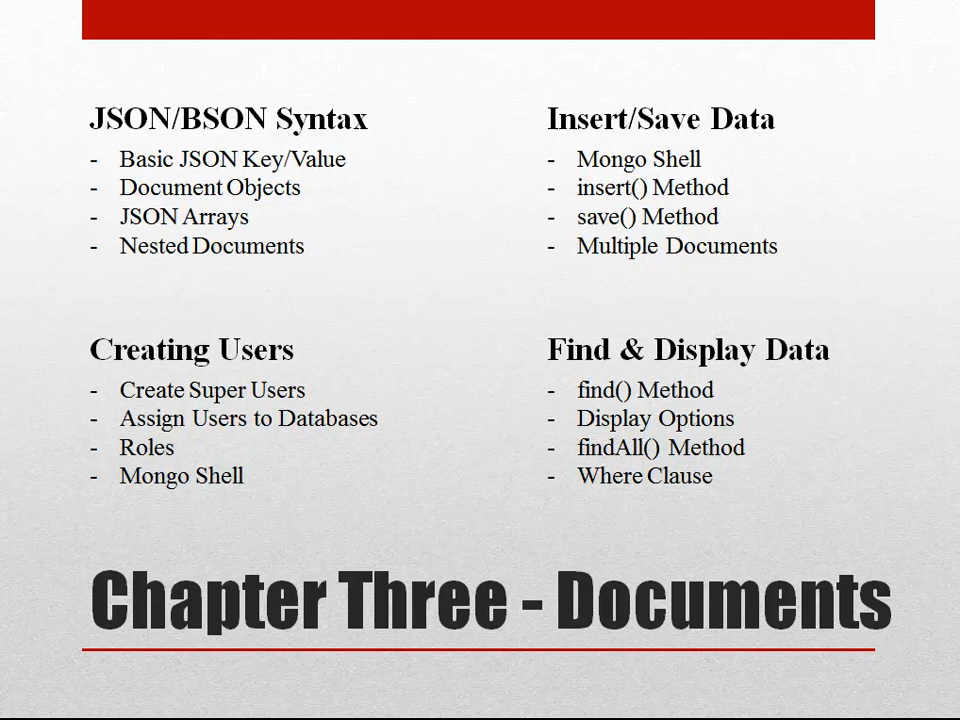 JSON/BSON Syntax
- Basic JSON Key/Value
- Document Objects
- JSON Arrays
- Nested Documents
Insert/Save Data
- Mongo Shell
- insert() Method
- save() Method
- Multiple Documents
Creating Users
- Create Super Users
- Assign Users to Databases
- Roles
- Mongo Shell
Find & Display Data
- find() Method
- Display Options
- findAll() Method
- Where Clause
Chapter Three - Documents